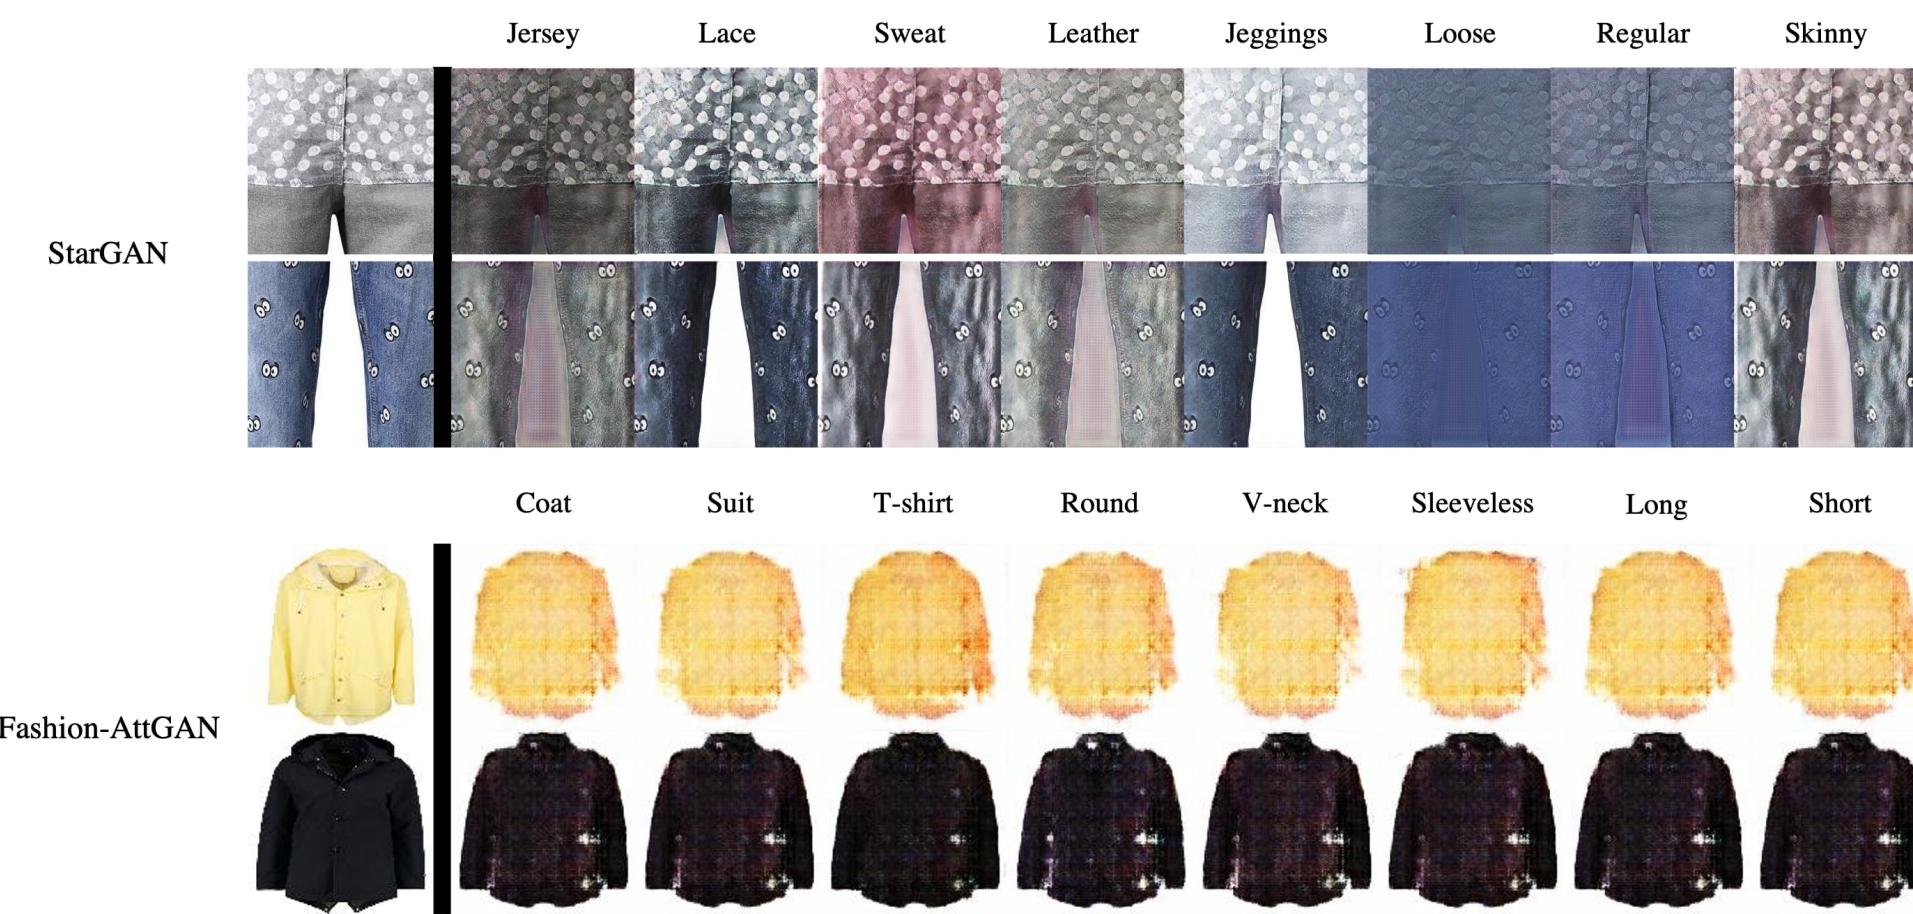 Jersey Lace Sweat Leather Jeggings Loose Regular Skinny
StarGAN
Coat Suit T-shirt Round V-neck Sleeveless Long Short
Fashion-AttGAN